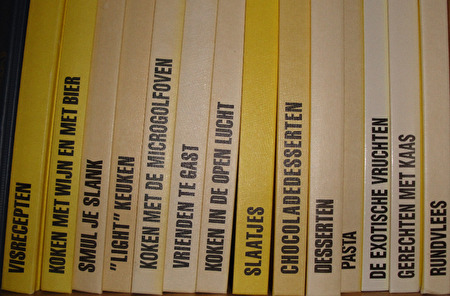 VISRECEPTEN
KOKEN MET WIJN EN MET BIER
SMUL JE SLANK
"LIGHT" KEUKEN
KOKEN MET DE MICROGOLFOVEN
VRIENDEN TE GAST
KOKEN IN DE OPEN LUCHT
SLAATJES
CHOCOLADEDESSERTEN
DESSERTEN
PASTA
DE EXOTISCHE VRUCHTEN
GERECHTEN MET KAAS
RUNDVLEES